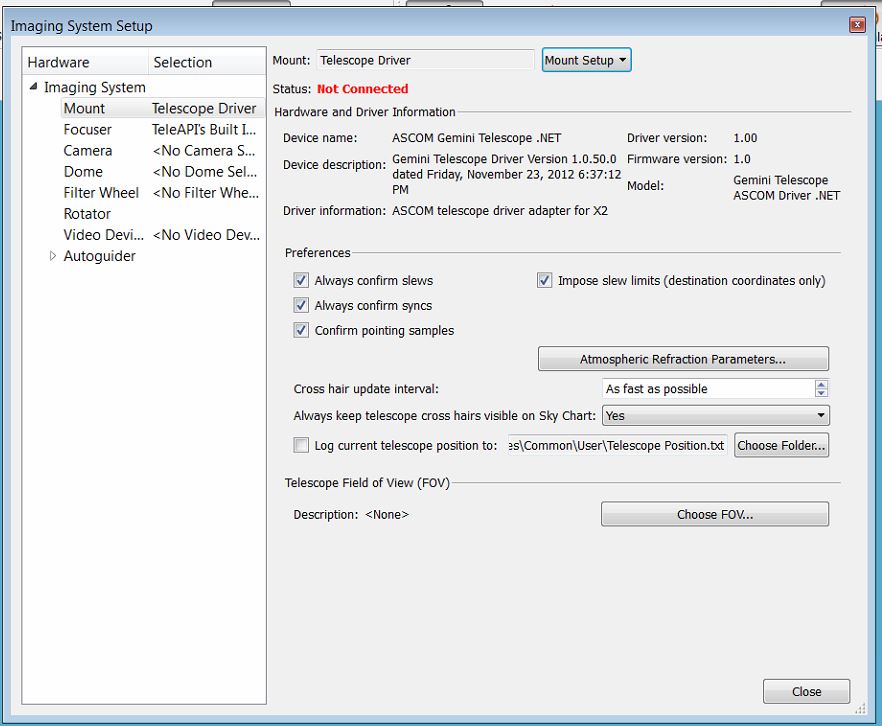 Imaging System Setup
Hardware Selection
Imaging System
Mount Telescope Driver
Focuser TeleAPI's Built I...
Camera <No Camera S...
Dome <No Dome Sel...
Filter Wheel <No Filter Whe...
Rotator
Video Devi... <No Video Dev...
Autoguider
Mount: Telescope Driver Mount Setup
Status: Not Connected
Hardware and Driver Information
Device name: ASCOM Gemini Telescope .NET
Device description: Gemini Telescope Driver Version 1.0.50.0
dated Friday, November 23, 2012 6:37:12
PM
Driver information: ASCOM telescope driver adapter for X2
Driver version: 1.00
Firmware version: 1.0
Model: Gemini Telescope
ASCOM Driver .NET
Preferences
Always confirm slews Impose slew limits (destination coordinates only)
Always confirm syncs
Confirm pointing samples
Atmospheric Refraction Parameters...
Cross hair update interval: As fast as possible
Always keep telescope cross hairs visible on Sky Chart: Yes
Log current telescope position to: es\Common\User\Telescope Position.txt Choose Folder...
Telescope Field of View (FOV)
Description: <None> Choose FOV...
Close